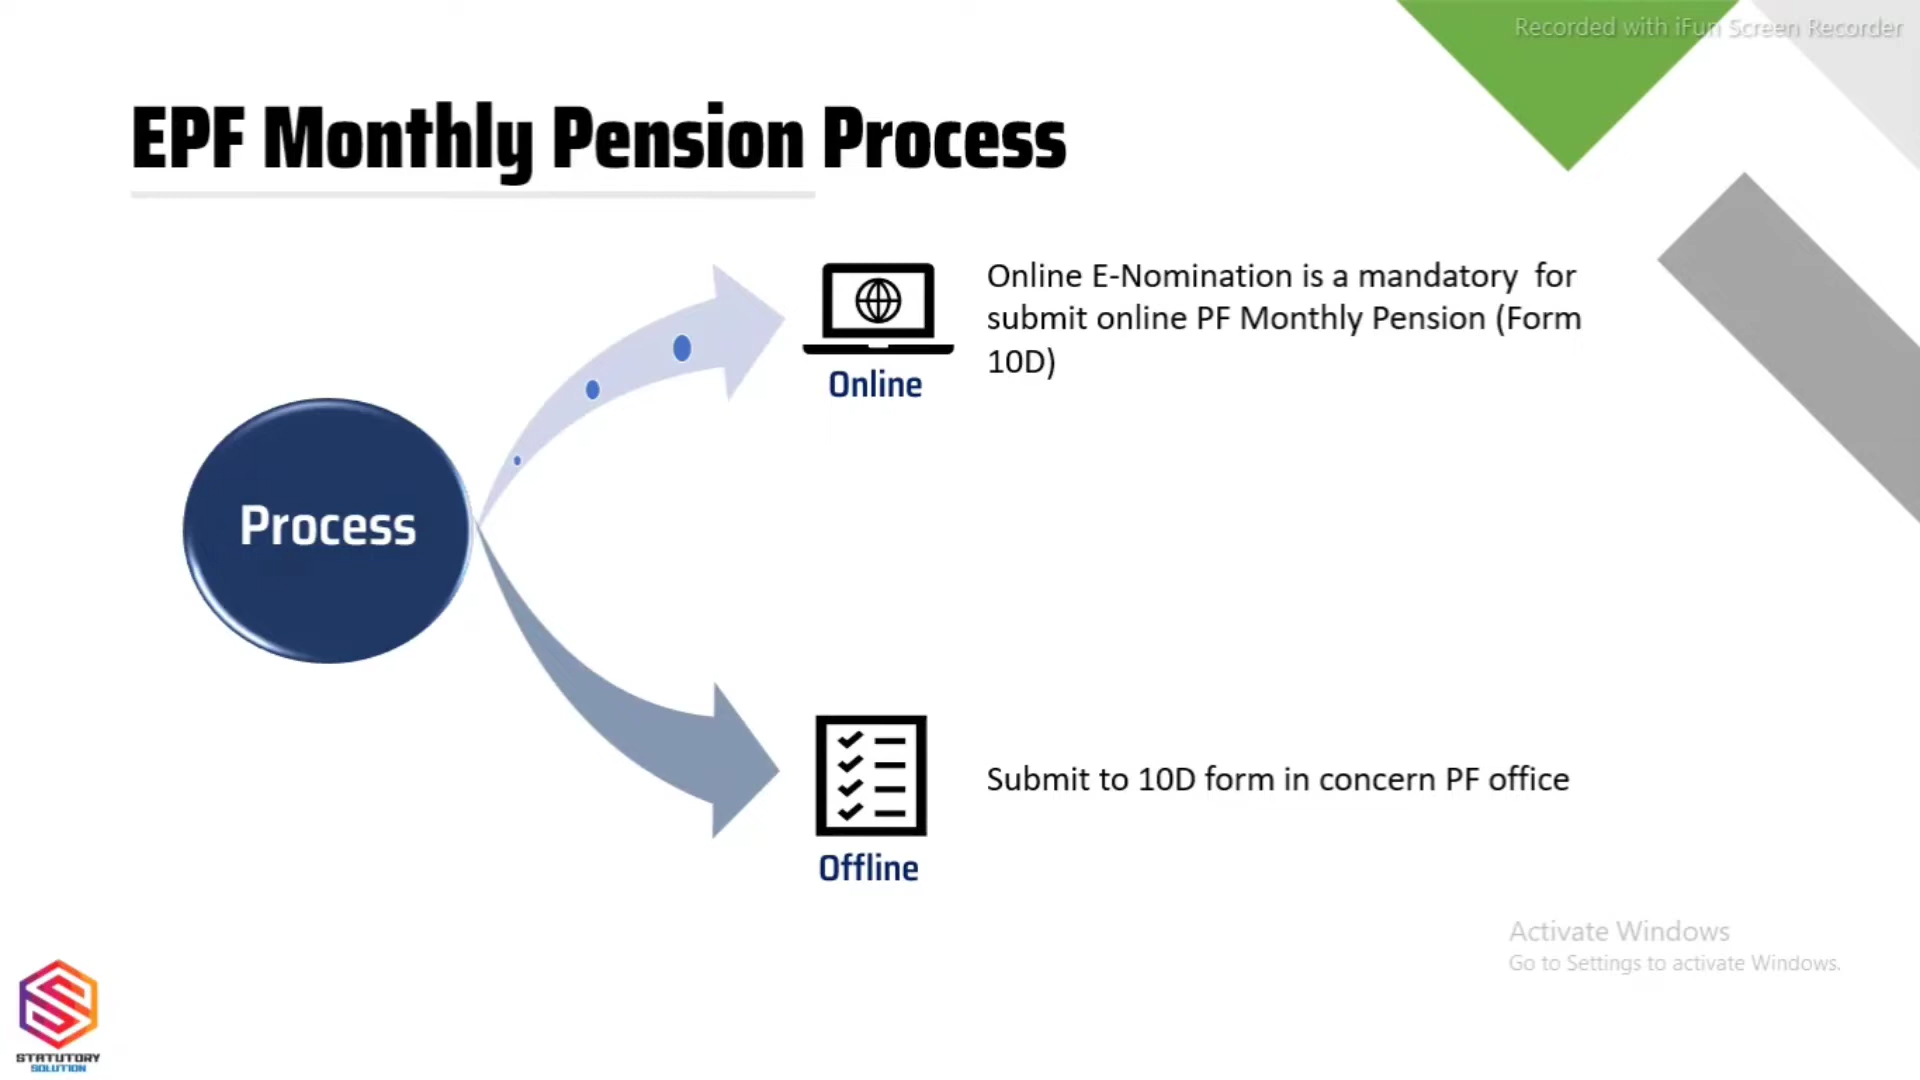 Recorded with iFun Screen Recorder
EPF Monthly Pension Process
Online E-Nomination is a mandatory  for
submit online PF Monthly Pension (Form
10D)
Online
Process
Submit to 10D form in concern PF office
Offline
Activate Windows
Go to Settings to activate Windows.
STATUTORY
SOLUTION